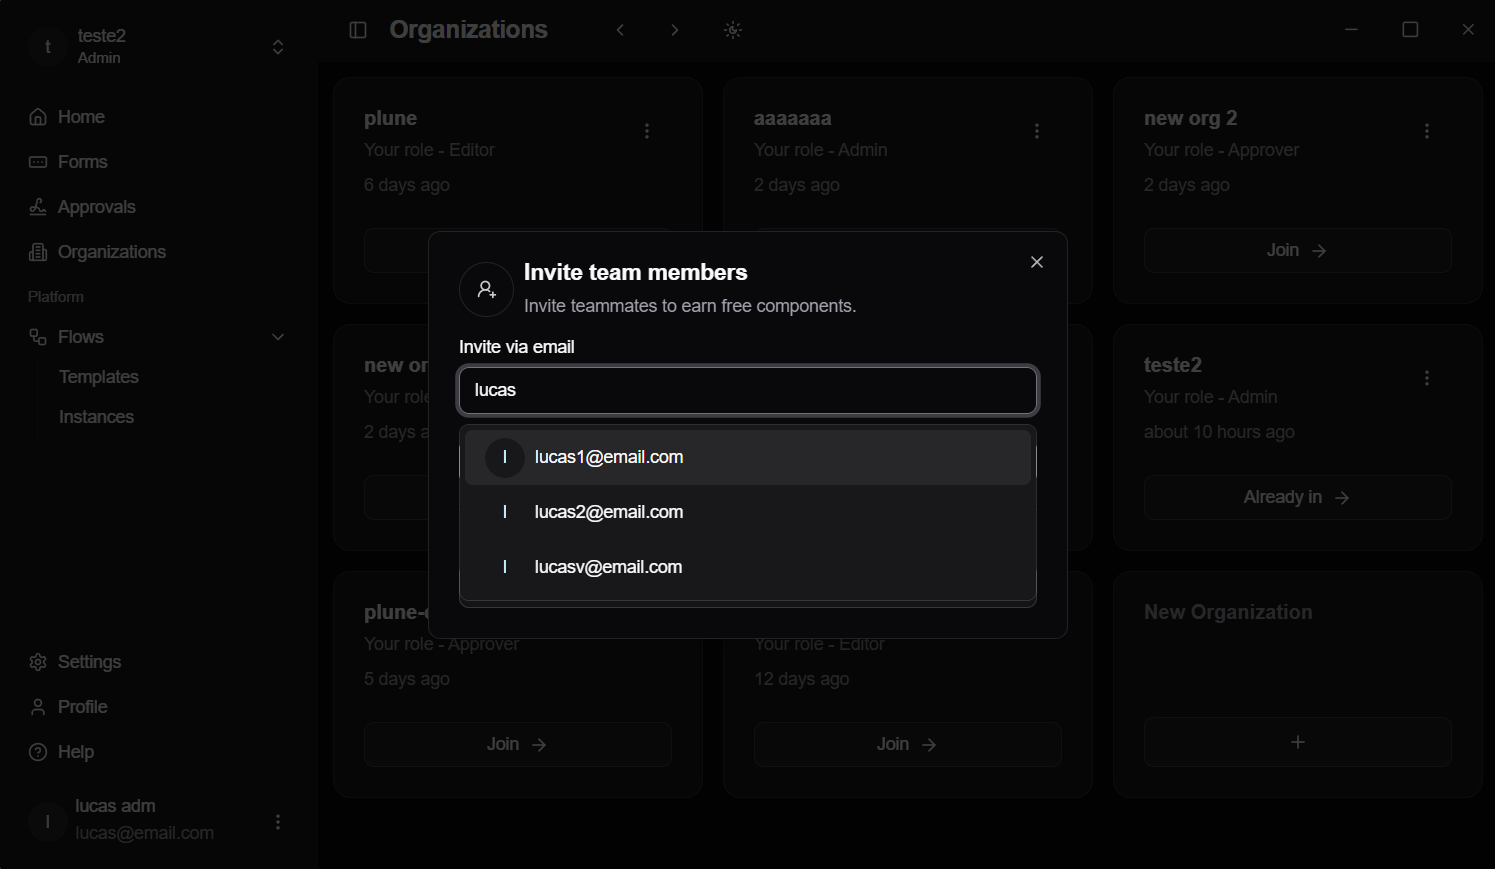 t
teste2
Admin
Home
Forms
Approvals
Organizations
Platform
Flows
Templates
Instances
Settings
Profile
Help
l
lucas adm
lucas@email.com
Organizations
plune
Your role - Editor
6 days ago
aaaaaaa
Your role - Admin
2 days ago
new org 2
Your role - Approver
2 days ago
Join
Invite team members
Invite teammates to earn free components.
Invite via email
lucas
l
lucas1@email.com
l
lucas2@email.com
l
lucasv@email.com
new or
Your role
2 days a
teste2
Your role - Admin
about 10 hours ago
Already in
plune-
Your role - Approver
5 days ago
Join
Your role - Editor
12 days ago
Join
New Organization